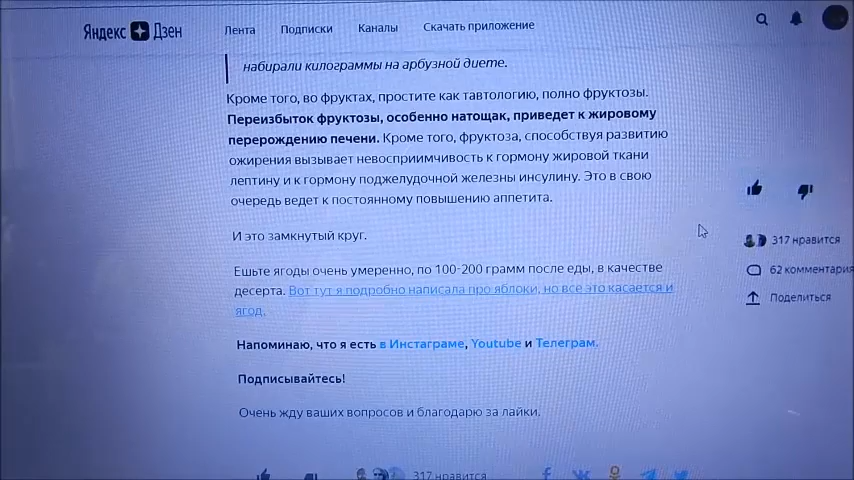 Яндекс Дзен
Лента Подписки Каналы Скачать приложение
набирали килограммы на арбузной диете.
Кроме того, во фруктах, простите как тавтологию, полно фруктозы.
Переизбыток фруктозы, особенно натощак, приведет к жировому
перерождению печени. Кроме того, фруктоза, способствуя развитию
ожирения вызывает невосприимчивость к гормону жировой ткани
лептину и к гормону поджелудочной железны инсулину. Это в свою
очередь ведет к постоянному повышению аппетита.
И это замкнутый круг.
Ешьте ягоды очень умеренно, по 100-200 грамм после еды, в качестве
десерта. Вот тут я подробно написала про яблоки, но все это касается и
ягод.
Напоминаю, что я есть в Инстаграме, Youtube и Телеграм.
Подписывайтесь!
Очень жду ваших вопросов и благодарю за лайки.
317 нравится
62 комментария
Поделиться
317 нравится